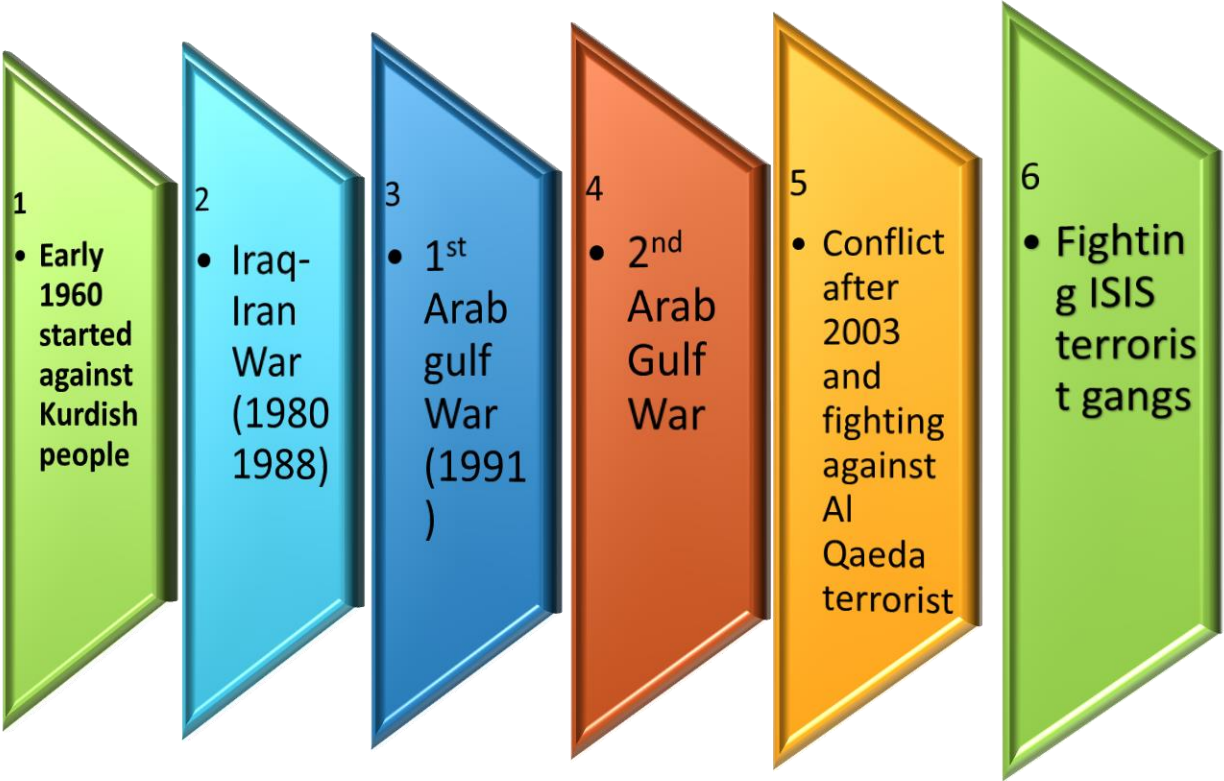 1
• Early
1960
started
against
Kurdish
people
2
• Iraq-
Iran
War
(1980
1988)
3
• 1st
Arab
gulf
War
(1991
)
4
• 2nd
Arab
Gulf
War
5
• Conflict
after
2003
and
fighting
against
Al
Qaeda
terrorist
6
• Fightin
g ISIS
terroris
t gangs